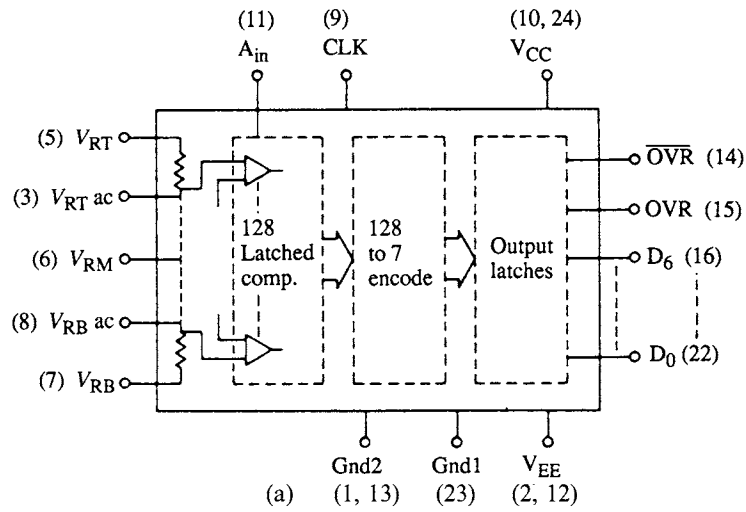 (11) (9) (10, 24)
A_in CLK V_CC
(5) V_RT
(3) V_RT ac
(6) V_RM
(8) V_RB ac
(7) V_RB
128
Latched
comp.
128
to 7
encode
Output
latches
O̅V̅R̅ (14)
OVR (15)
D_6 (16)
D_0 (22)
Gnd2 Gnd1 V_EE
(a) (1, 13) (23) (2, 12)